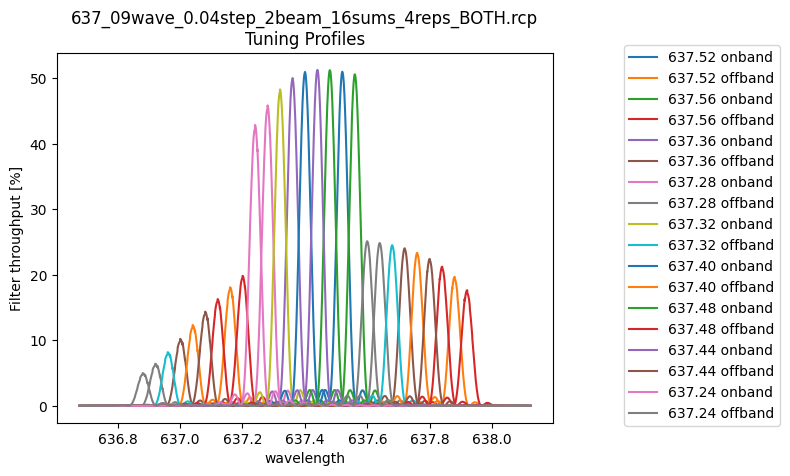 637_09wave_0.04step_2beam_16sums_4reps_BOTH.rcp
Tuning Profiles
Filter throughput [%]
50
40
30
20
10
0
636.8 637.0 637.2 637.4 637.6 637.8 638.0
wavelength
637.52 onband
637.52 offband
637.56 onband
637.56 offband
637.36 onband
637.36 offband
637.28 onband
637.28 offband
637.32 onband
637.32 offband
637.40 onband
637.40 offband
637.48 onband
637.48 offband
637.44 onband
637.44 offband
637.24 onband
637.24 offband